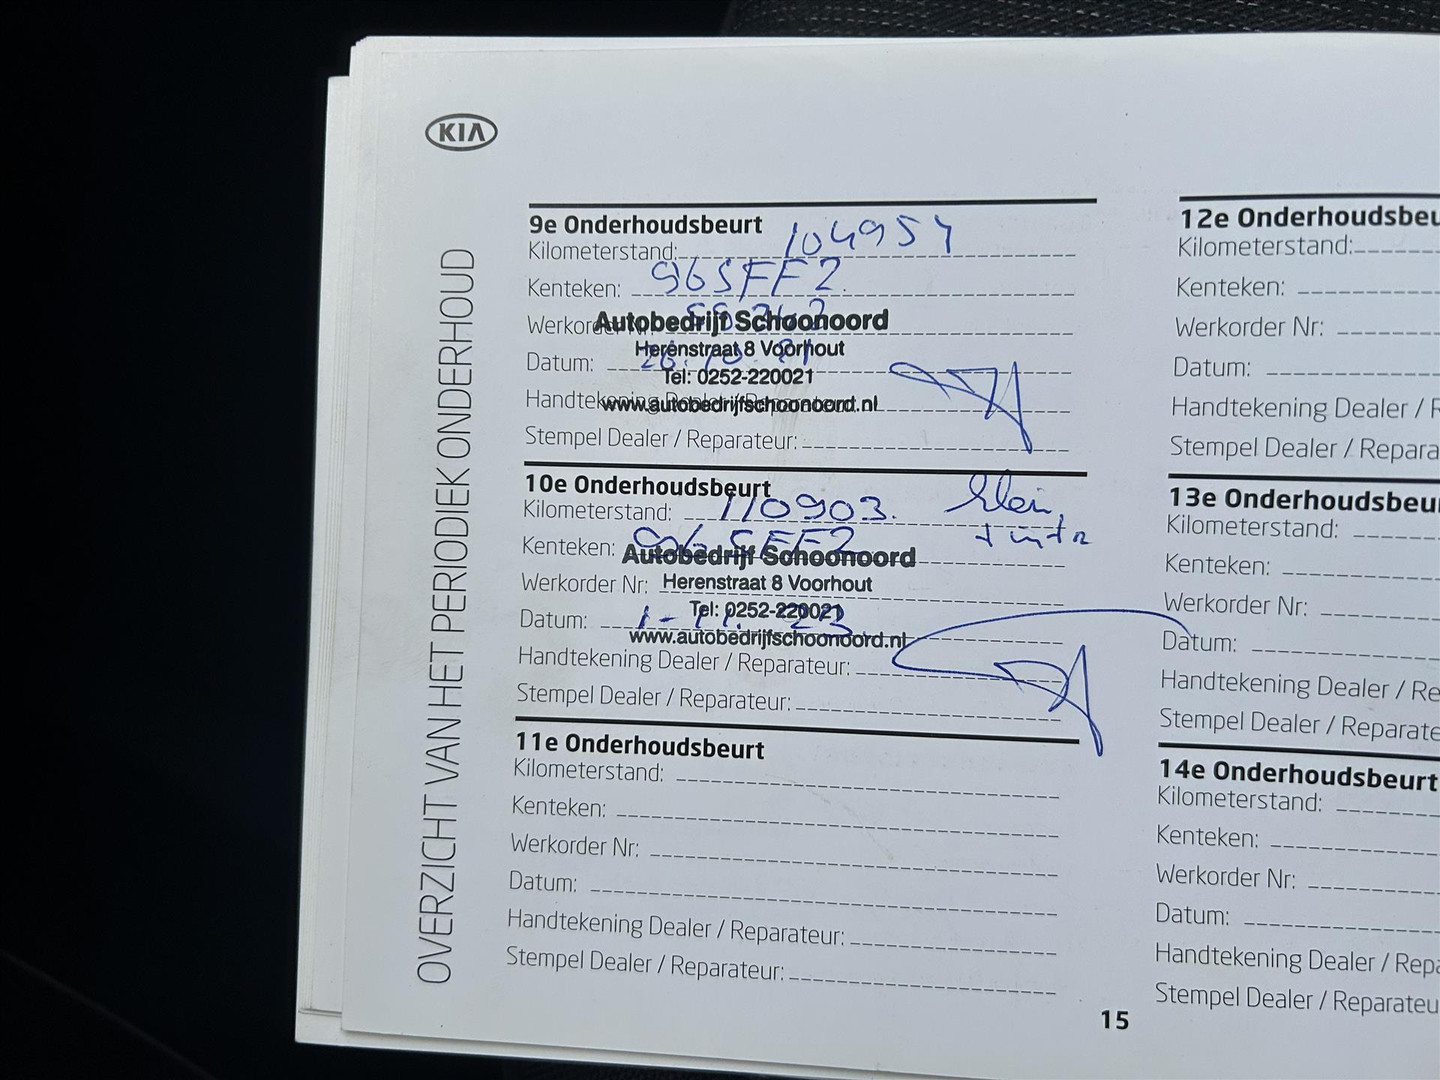 KIA
OVERZICHT VAN HET PERIODIEK ONDERHOUD
9e Onderhoudsbeurt
Kilometerstand: 104954
Kenteken: 96SFF2
Werkorder Nr:
Autobedrijf Schoonoord
Herenstraat 8 Voorhout
Datum:
Tel: 0252-220021
Handtekening Dealer / Reparateur:
www.autobedrijfschoonoord.nl
Stempel Dealer / Reparateur:
10e Onderhoudsbeurt
Kilometerstand: 110903. klein
Kenteken: 96SFF2
Autobedrijf Schoonoord
Werkorder Nr: Herenstraat 8 Voorhout
Datum:
Tel: 0252-220021
www.autobedrijfschoonoord.nl
Handtekening Dealer / Reparateur:
Stempel Dealer / Reparateur:
11e Onderhoudsbeurt
Kilometerstand:
Kenteken:
Werkorder Nr:
Datum:
Handtekening Dealer / Reparateur:
Stempel Dealer / Reparateur:
12e Onderhoudsbeu
Kilometerstand:
Kenteken:
Werkorder Nr:
Datum:
Handtekening Dealer / R
Stempel Dealer / Repara
13e Onderhoudsbeur
Kilometerstand:
Kenteken:
Werkorder Nr:
Datum:
Handtekening Dealer / Re
Stempel Dealer / Reparate
14e Onderhoudsbeurt
Kilometerstand:
Kenteken:
Werkorder Nr:
Datum:
Handtekening Dealer / Repa
Stempel Dealer / Reparateu
15